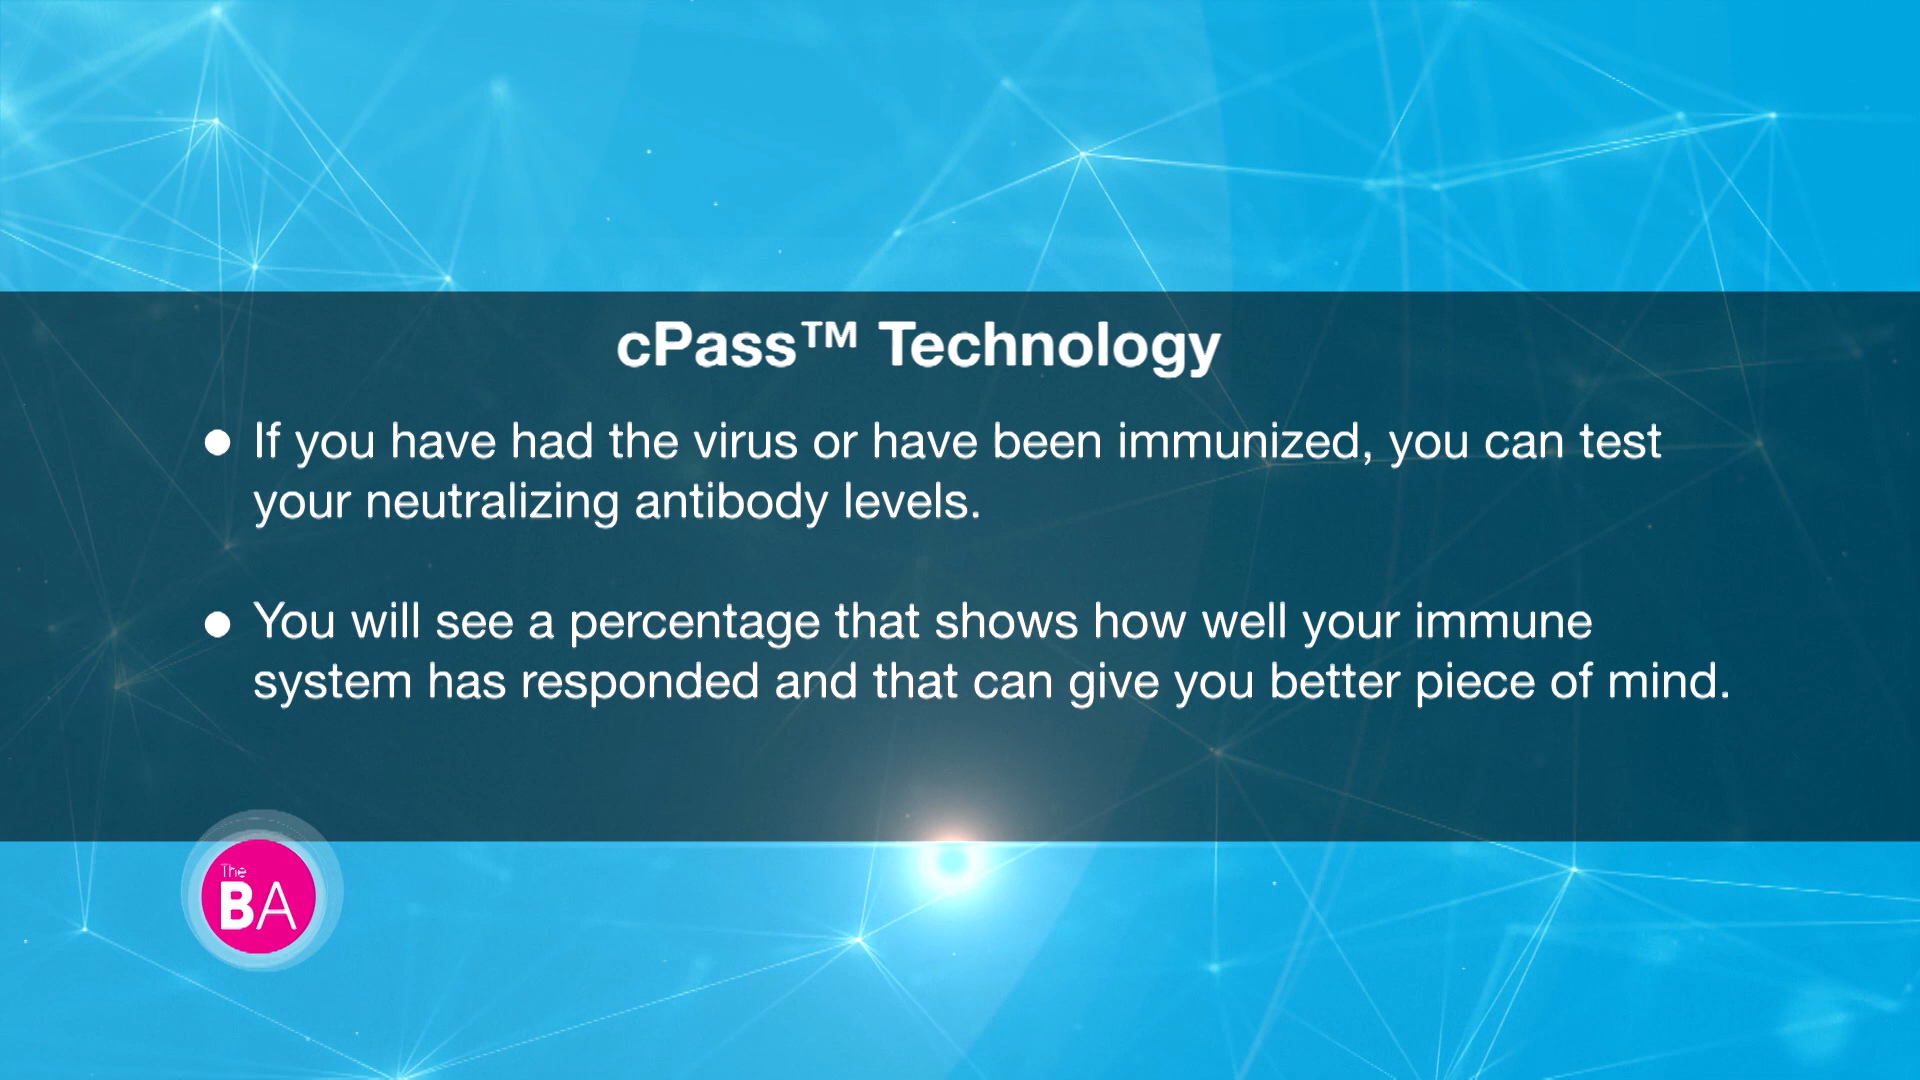 cPass™ Technology
● If you have had the virus or have been immunized, you can test
your neutralizing antibody levels.
● You will see a percentage that shows how well your immune
system has responded and that can give you better piece of mind.
The
BA